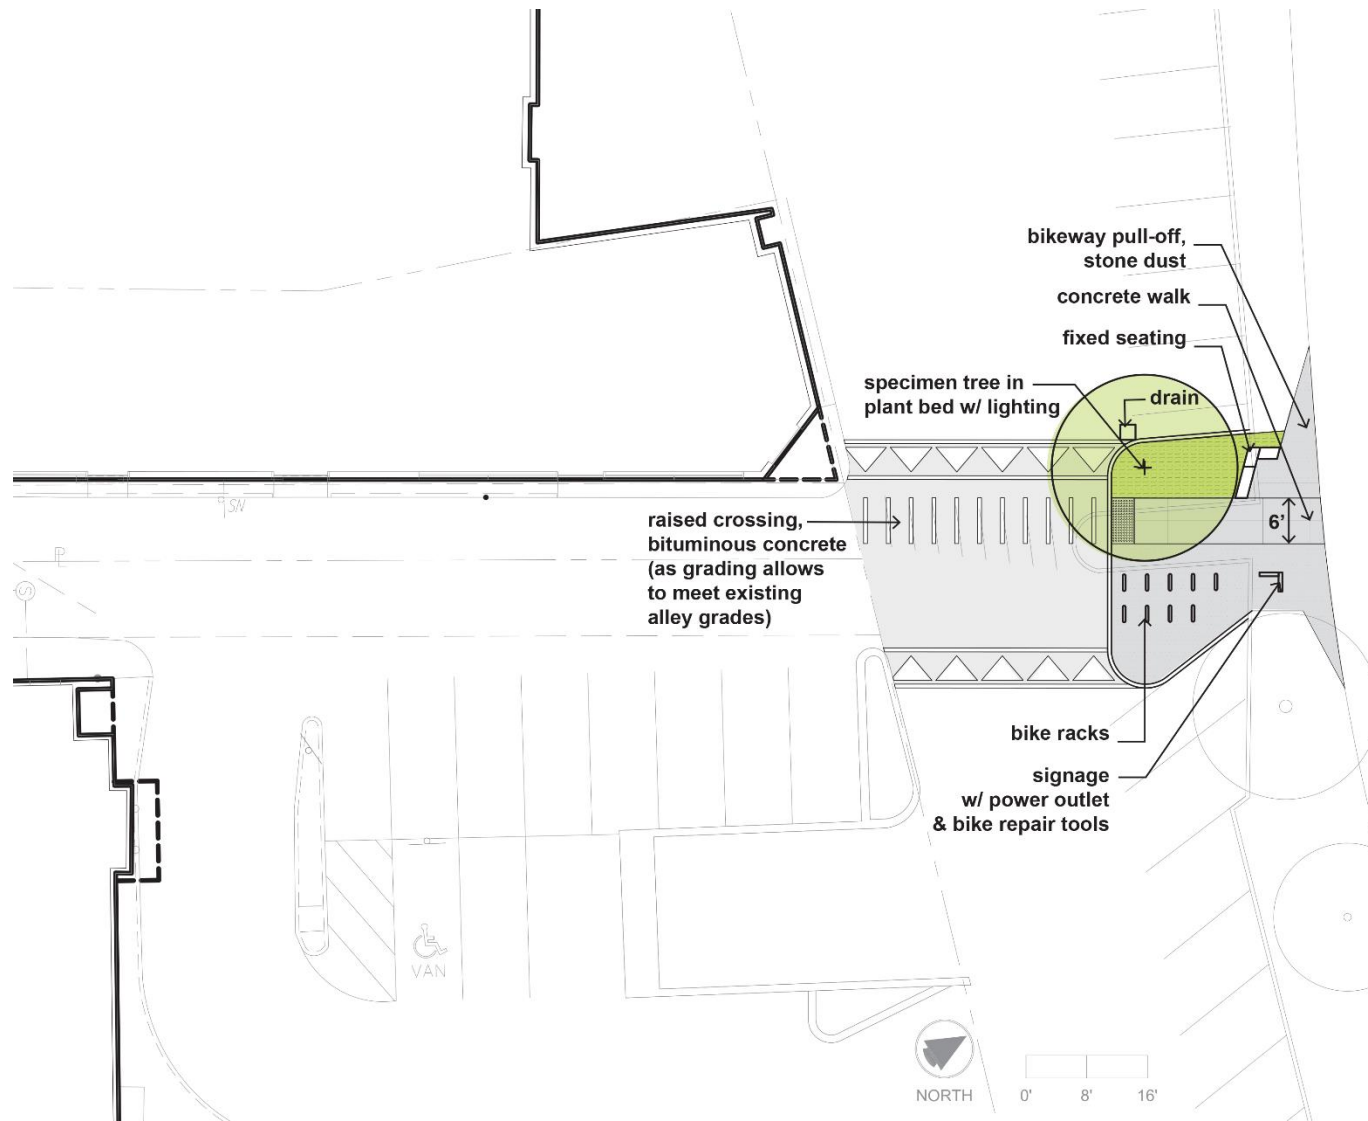 bikeway pull-off,
stone dust
concrete walk
fixed seating
specimen tree in
plant bed w/ lighting
drain
raised crossing,
bituminous concrete
(as grading allows
to meet existing
alley grades)
6'
SN
PL
S
bike racks
signage
w/ power outlet
& bike repair tools
VAN
NORTH
0' 8' 16'